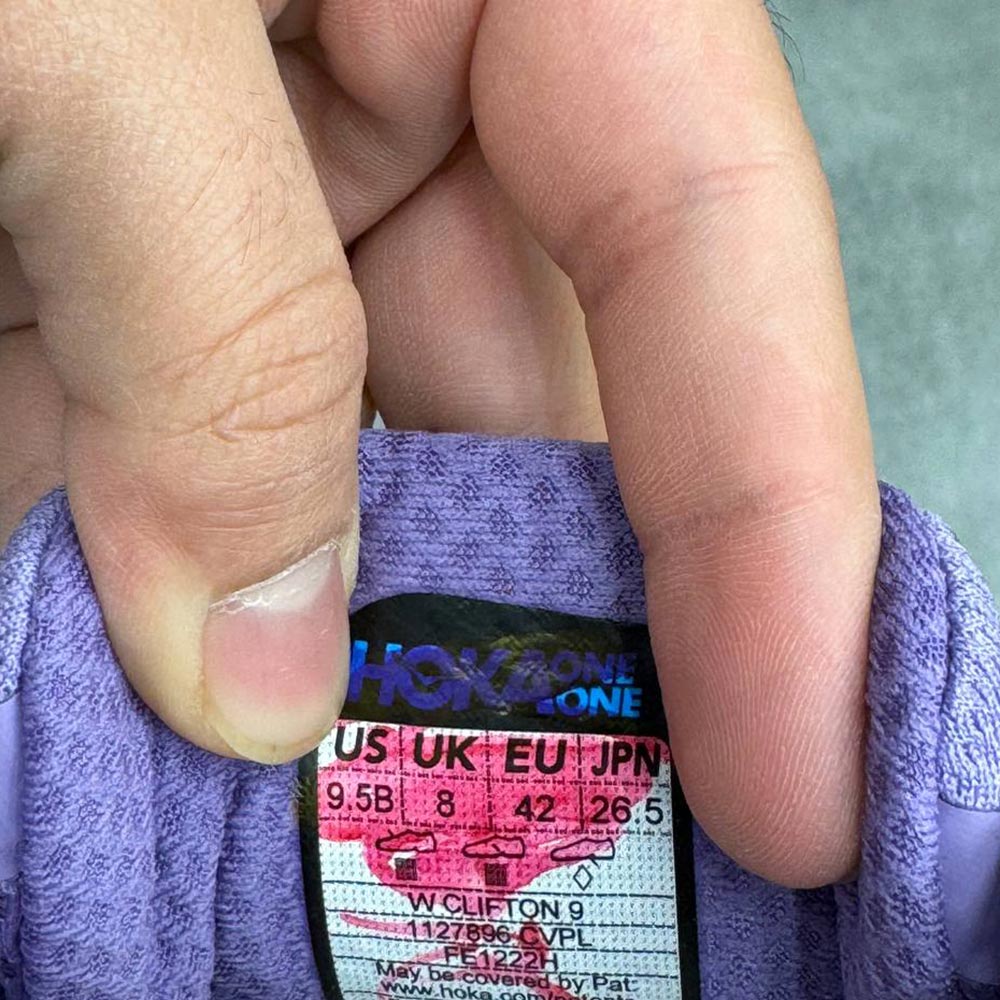 HOKA ONE ONE
US UK EU JPN
9.5B 8 42 26.5
W CLIFTON 9
1127896 CVPL
FE1222H
May be covered by Pat: